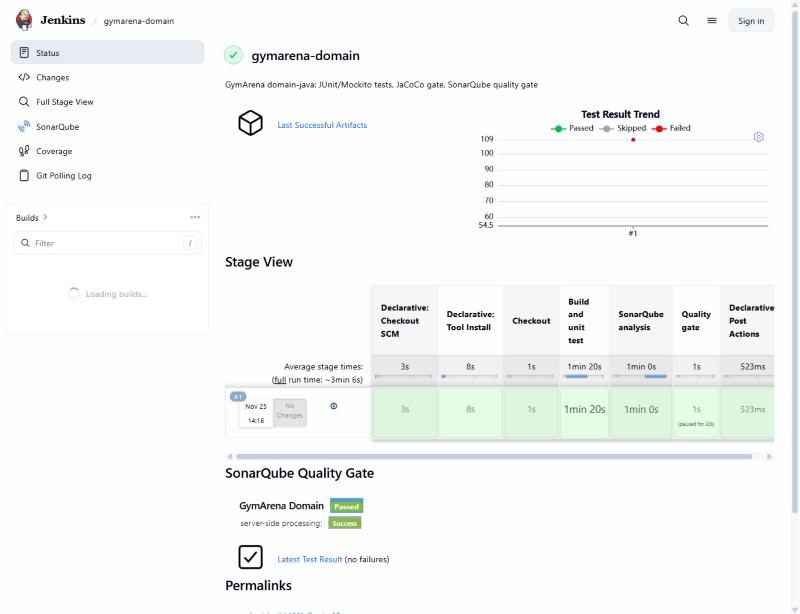 Jenkins / gymarena-domain
Sign in
Status
Changes
Full Stage View
SonarQube
Coverage
Git Polling Log
Builds
Filter /
Loading builds...
gymarena-domain
GymArena domain-java: JUnit/Mockito tests, JaCoCo gate, SonarQube quality gate
Last Successful Artifacts
Test Result Trend
Passed Skipped Failed
109
100
90
80
70
60
54.5
#1
Stage View
Declarative: Checkout SCM
Declarative: Tool Install
Checkout
Build and unit test
SonarQube analysis
Quality gate
Declarative Post Actions
Average stage times:
3s 8s 1s 1min 20s 1min 0s 1s 523ms
(full run time: ~3min 6s)
#1
Nov 25
14:16
No Changes
3s 8s 1s 1min 20s 1min 0s 1s 523ms
(paused for 20s)
SonarQube Quality Gate
GymArena Domain Passed
server-side processing: Success
Latest Test Result (no failures)
Permalinks